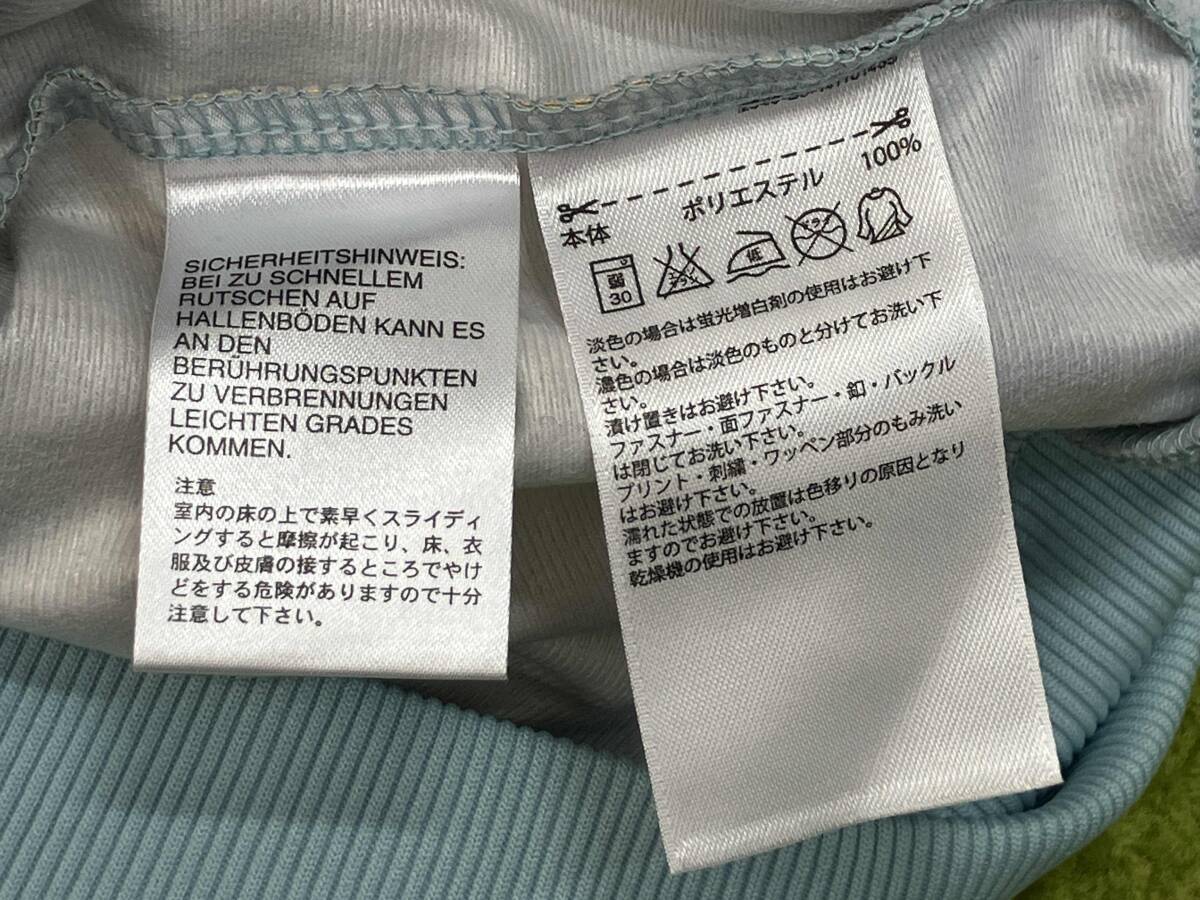 SICHERHEITSHINWEIS:
BEI ZU SCHNELLEM
RUTSCHEN AUF
HALLENBÖDEN KANN ES
AN DEN
BERÜHRUNGSPUNKTEN
ZU VERBRENNUNGEN
LEICHTEN GRADES
KOMMEN.
注意
室内の床の上で素早くスライディ
ングすると摩擦が起こり、床、衣
服及び皮膚の接するところでやけ
どをする危険がありますので十分
注意して下さい。
本体 ポリエステル 100%
弱 30 エンソサラシ 低 ドライ
淡色の場合は蛍光増白剤の使用はお避け下
さい。
濃色の場合は淡色のものと分けてお洗い下
さい。
漬け置きはお避け下さい。
ファスナー・面ファスナー・釦・バックル
は閉じてお洗い下さい。
プリント・刺繍・ワッペン部分のもみ洗い
はお避け下さい。
濡れた状態での放置は色移りの原因となり
ますのでお避け下さい。
乾燥機の使用はお避け下さい。